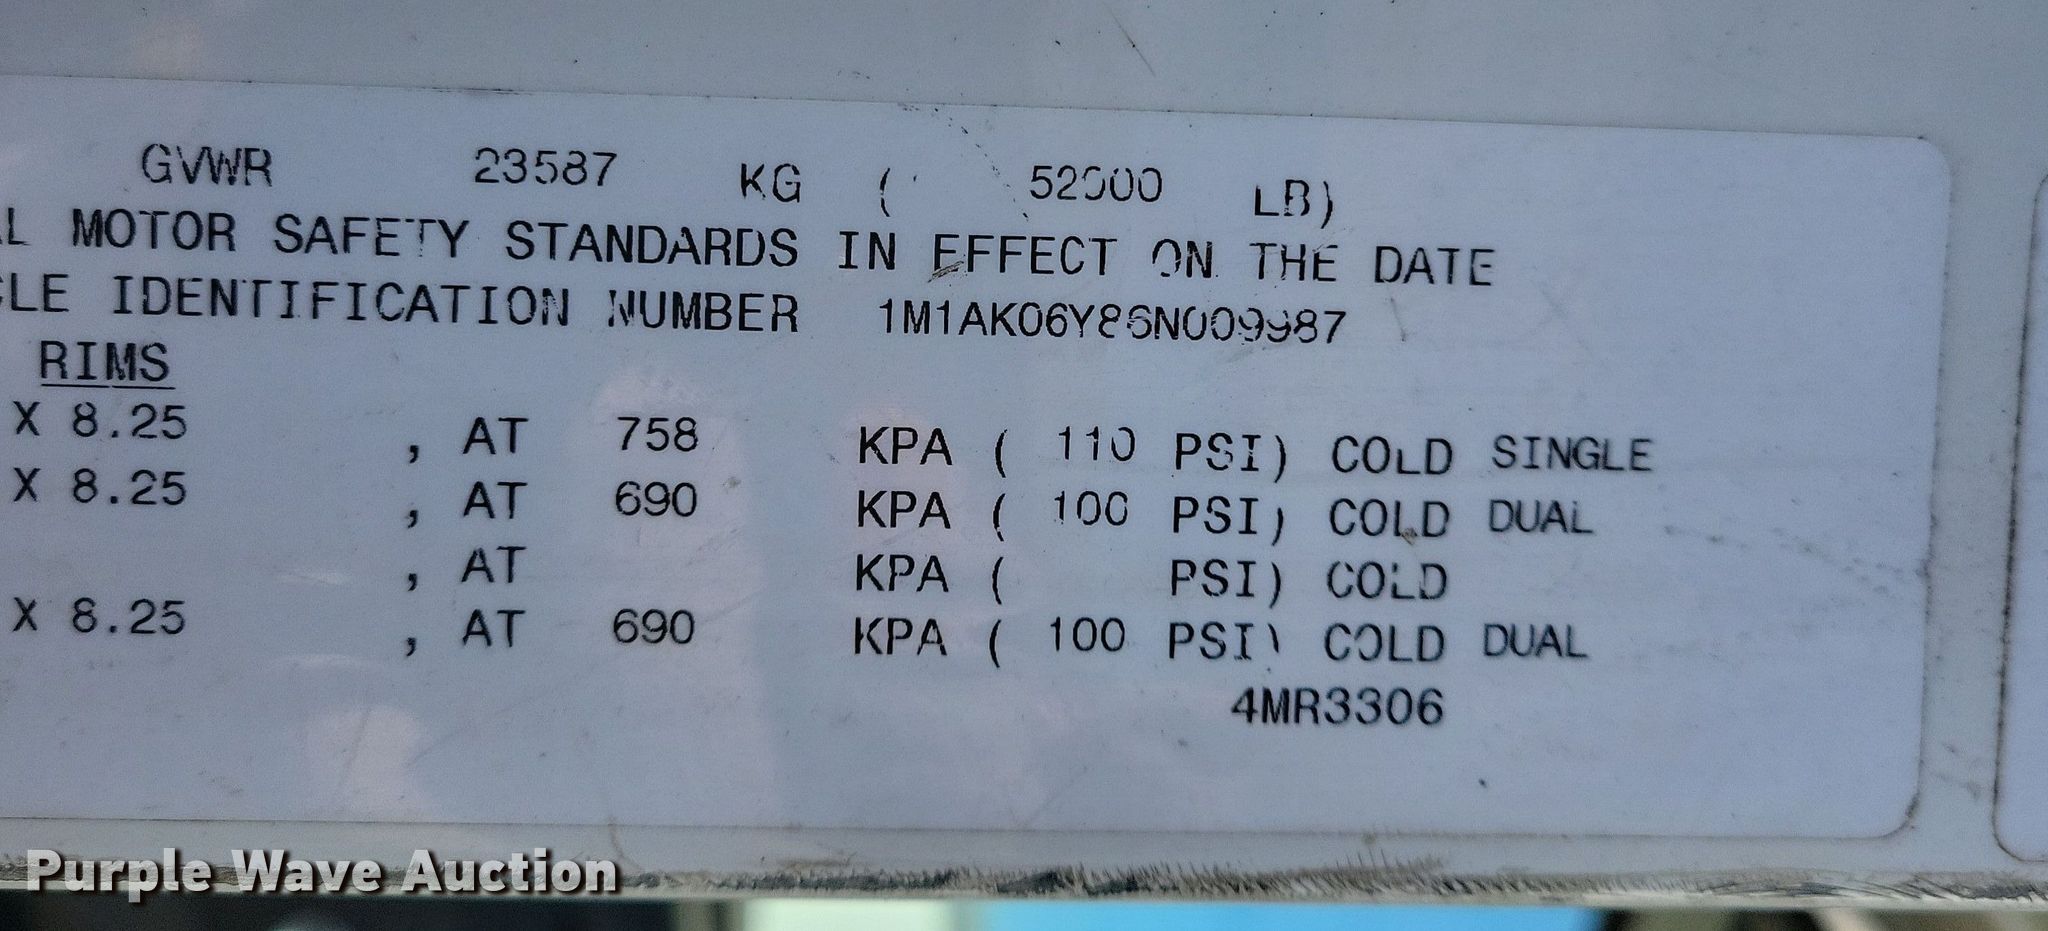 GVWR 23587 KG ( 52000 LB)
AL MOTOR SAFETY STANDARDS IN EFFECT ON THE DATE
CLE IDENTIFICATION NUMBER 1M1AK06Y86N009987
RIMS
X 8.25 , AT 758 KPA ( 110 PSI) COLD SINGLE
X 8.25 , AT 690 KPA ( 100 PSI) COLD DUAL
, AT KPA ( PSI) COLD
X 8.25 , AT 690 KPA ( 100 PSI) COLD DUAL
4MR3306
Purple Wave Auction